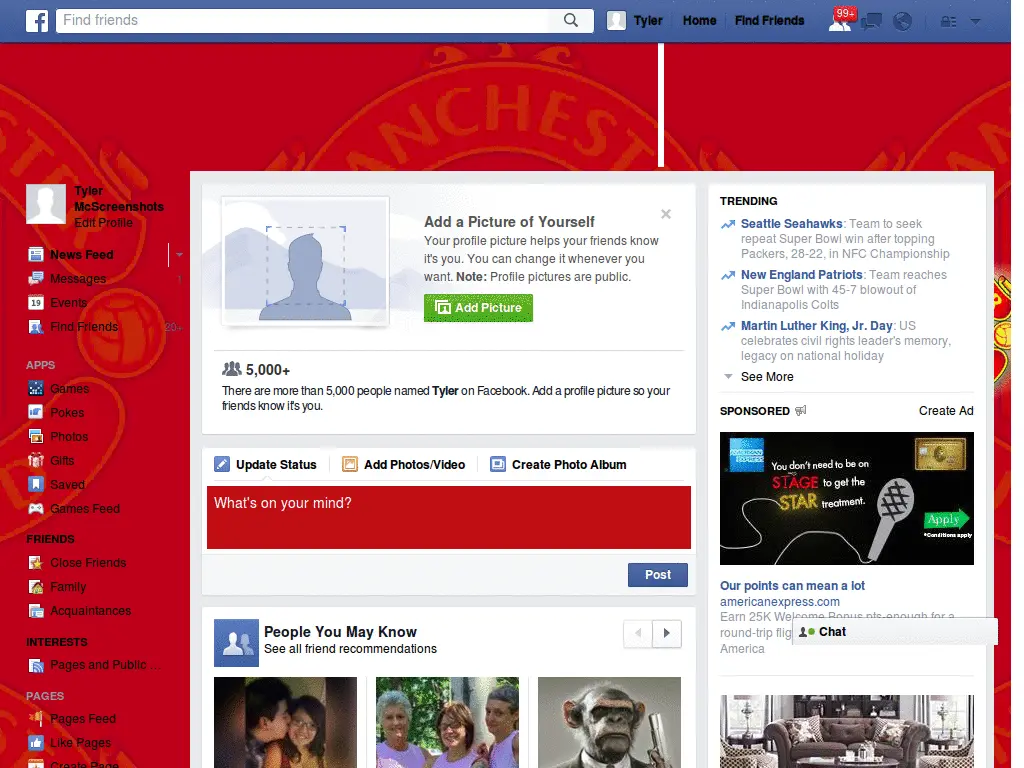 Find friends
Tyler
Home
Find Friends
99+
MANCHEST
Tyler
McScreenshots
Edit Profile
News Feed
Messages
1
Events
19
Find Friends
20+
APPS
Games
Pokes
Photos
Gifts
Saved
Games Feed
FRIENDS
Close Friends
Family
Acquaintances
INTERESTS
Pages and Public ...
PAGES
Pages Feed
Like Pages
Create Page
Add a Picture of Yourself
Your profile picture helps your friends know
it's you. You can change it whenever you
want. Note: Profile pictures are public.
Add Picture
5,000+
There are more than 5,000 people named Tyler on Facebook. Add a profile picture so your
friends know it's you.
Update Status
Add Photos/Video
Create Photo Album
What's on your mind?
Post
People You May Know
See all friend recommendations
TRENDING
Seattle Seahawks: Team to seek
repeat Super Bowl win after topping
Packers, 28-22, in NFC Championship
New England Patriots: Team reaches
Super Bowl with 45-7 blowout of
Indianapolis Colts
Martin Luther King, Jr. Day: US
celebrates civil rights leader's memory,
legacy on national holiday
See More
SPONSORED
Create Ad
You don't need to be on
STAGE to get the
STAR treatment.
Apply
*Conditions apply
Our points can mean a lot
americanexpress.com
Earn 25K Welcome Bonus pts-enough for a
round-trip flig
America
Chat